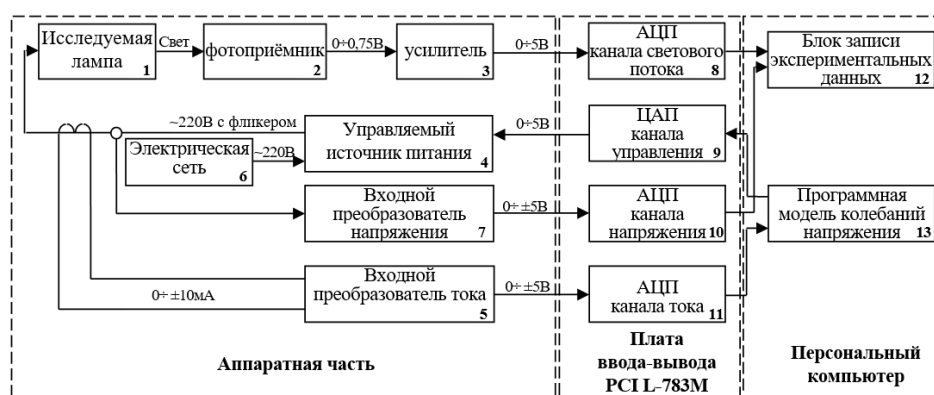 Исследуемая
лампа
1
Свет
фотоприёмник
2
0÷0,75В
усилитель
3
0÷5В
АЦП
канала светового
потока
8
Блок записи
экспериментальных
данных
12
~220В с фликером
Управляемый
источник питания
4
0÷5В
ЦАП
канала
управления
9
Электрическая
сеть
6
~220В
Входной
преобразователь
напряжения
7
0÷ ±5В
АЦП
канала
напряжения
10
Программная
модель колебаний
напряжения
13
0÷ ±10мА
Входной
преобразователь тока
5
0÷ ±5В
АЦП
канала тока
11
Аппаратная часть
Плата
ввода-вывода
PCI L-783M
Персональный
компьютер